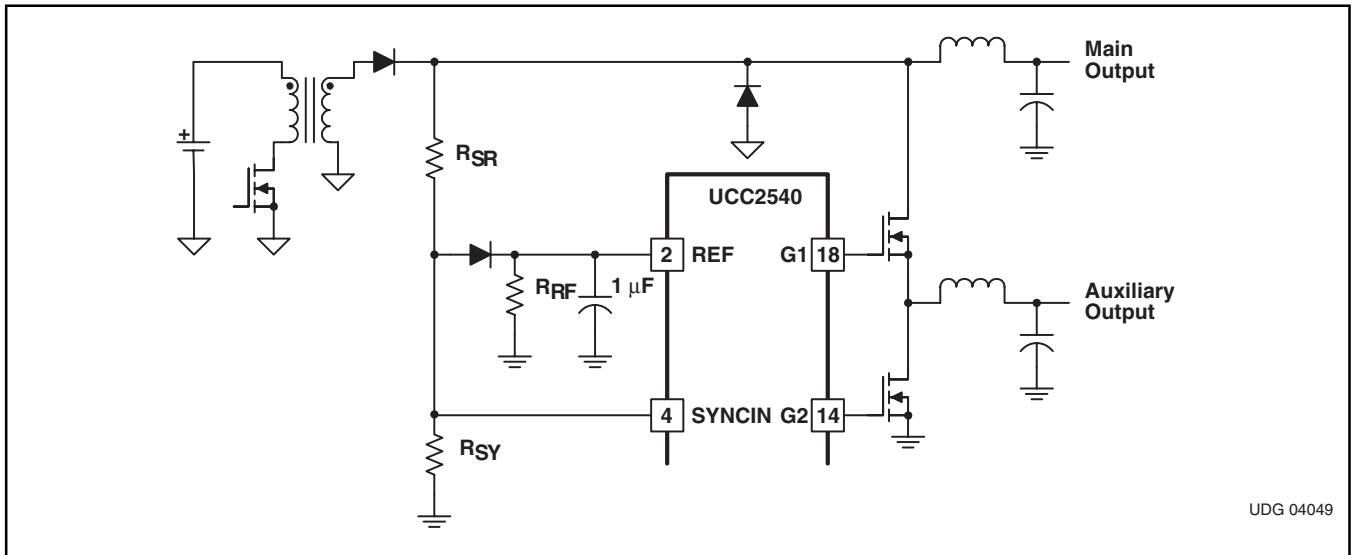 Main
Output
+
RSR
UCC2540
2 REF G1 18
RRF 1 μF
Auxiliary
Output
4 SYNCIN G2 14
RSY
UDG 04049